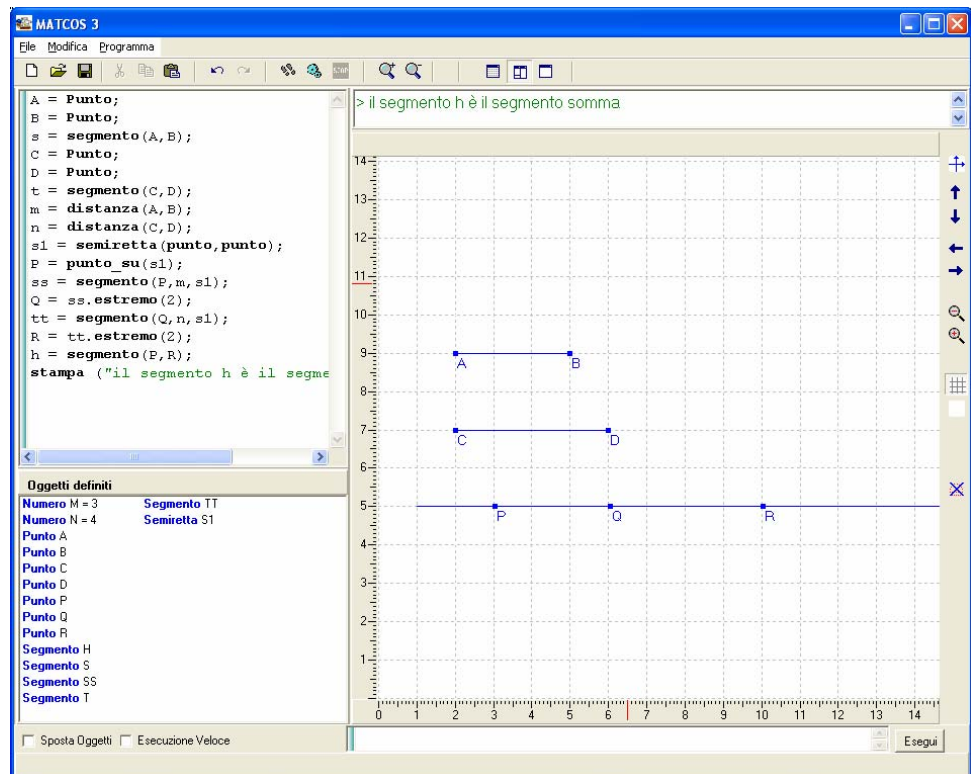 MATCOS 3
File Modifica Programma
A = Punto;
B = Punto;
s = segmento(A,B);
C = Punto;
D = Punto;
t = segmento(C,D);
m = distanza(A,B);
n = distanza(C,D);
s1 = semiretta(punto,punto);
P = punto_su(s1);
ss = segmento(P,m,s1);
Q = ss.estremo(2);
tt = segmento(Q,n,s1);
R = tt.estremo(2);
h = segmento(P,R);
stampa ("il segmento h è il segme
> il segmento h è il segmento somma
14
13
12
11
10
9
A B
8
7
C D
6
5
P Q R
4
3
2
1
0 1 2 3 4 5 6 7 8 9 10 11 12 13 14
Oggetti definiti
Numero M = 3 Segmento TT
Numero N = 4 Semiretta S1
Punto A
Punto B
Punto C
Punto D
Punto P
Punto Q
Punto R
Segmento H
Segmento S
Segmento SS
Segmento T
Sposta Oggetti Esecuzione Veloce
Esegui